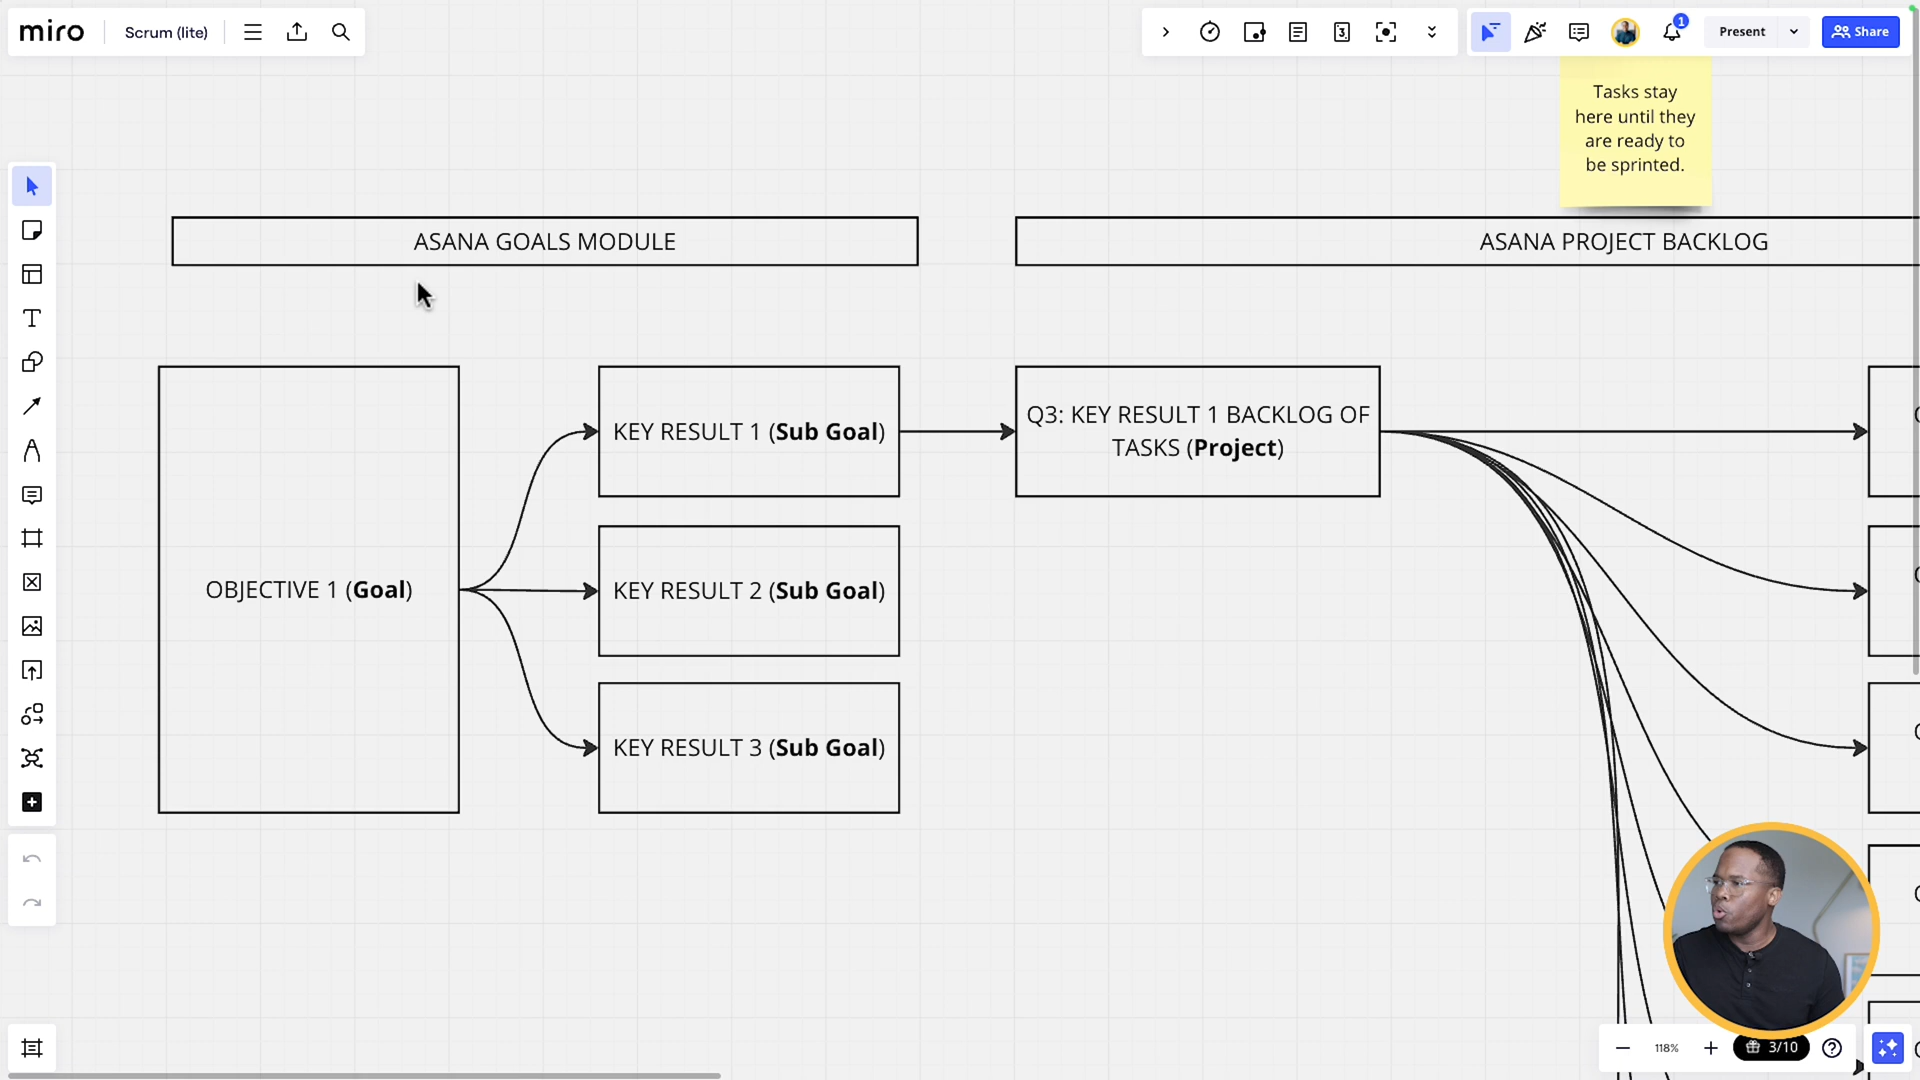 miro
Scrum (lite)
3
1
Present
Share
Tasks stay
here until they
are ready to
be sprinted.
ASANA GOALS MODULE
ASANA PROJECT BACKLOG
OBJECTIVE 1 (Goal)
KEY RESULT 1 (Sub Goal)
KEY RESULT 2 (Sub Goal)
KEY RESULT 3 (Sub Goal)
Q3: KEY RESULT 1 BACKLOG OF
TASKS (Project)
118%
3/10